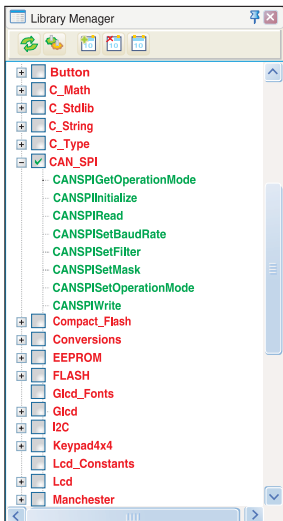 Library Menager
Button
C_Math
C_Stdlib
C_String
C_Type
CAN_SPI
CANSPIGetOperationMode
CANSPIInitialize
CANSPIRead
CANSPISetBaudRate
CANSPISetFilter
CANSPISetMask
CANSPISetOperationMode
CANSPIWrite
Compact_Flash
Conversions
EEPROM
FLASH
Glcd_Fonts
Glcd
I2C
Keypad4x4
Lcd_Constants
Lcd
Manchester